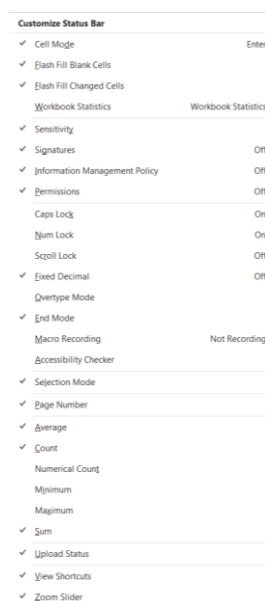 Customize Status Bar
Cell Mode Enter
Flash Fill Blank Cells
Flash Fill Changed Cells
Workbook Statistics Workbook Statistics
Sensitivity
Signatures Off
Information Management Policy Off
Permissions Off
Caps Lock On
Num Lock On
Scroll Lock Off
Fixed Decimal Off
Overtype Mode
End Mode
Macro Recording Not Recording
Accessibility Checker
Selection Mode
Page Number
Average
Count
Numerical Count
Minimum
Maximum
Sum
Upload Status
View Shortcuts
Zoom Slider